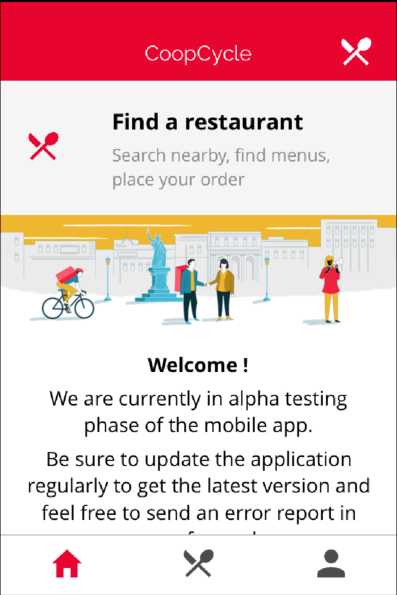 CoopCycle
Find a restaurant
Search nearby, find menus,
place your order
Welcome !
We are currently in alpha testing
phase of the mobile app.
Be sure to update the application
regularly to get the latest version and
feel free to send an error report in